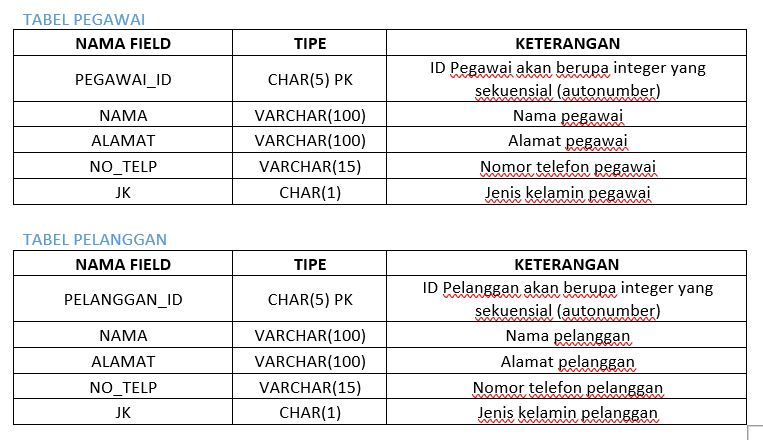 TABEL PEGAWAI
NAMA FIELD TIPE KETERANGAN
PEGAWAI_ID CHAR(5) PK ID Pegawai akan berupa integer yang
sekuensial (autonumber)
NAMA VARCHAR(100) Nama pegawai
ALAMAT VARCHAR(100) Alamat pegawai
NO_TELP VARCHAR(15) Nomor telefon pegawai
JK CHAR(1) Jenis kelamin pegawai
TABEL PELANGGAN
NAMA FIELD TIPE KETERANGAN
PELANGGAN_ID CHAR(5) PK ID Pelanggan akan berupa integer yang
sekuensial (autonumber)
NAMA VARCHAR(100) Nama pelanggan
ALAMAT VARCHAR(100) Alamat pelanggan
NO_TELP VARCHAR(15) Nomor telefon pelanggan
JK CHAR(1) Jenis kelamin pelanggan